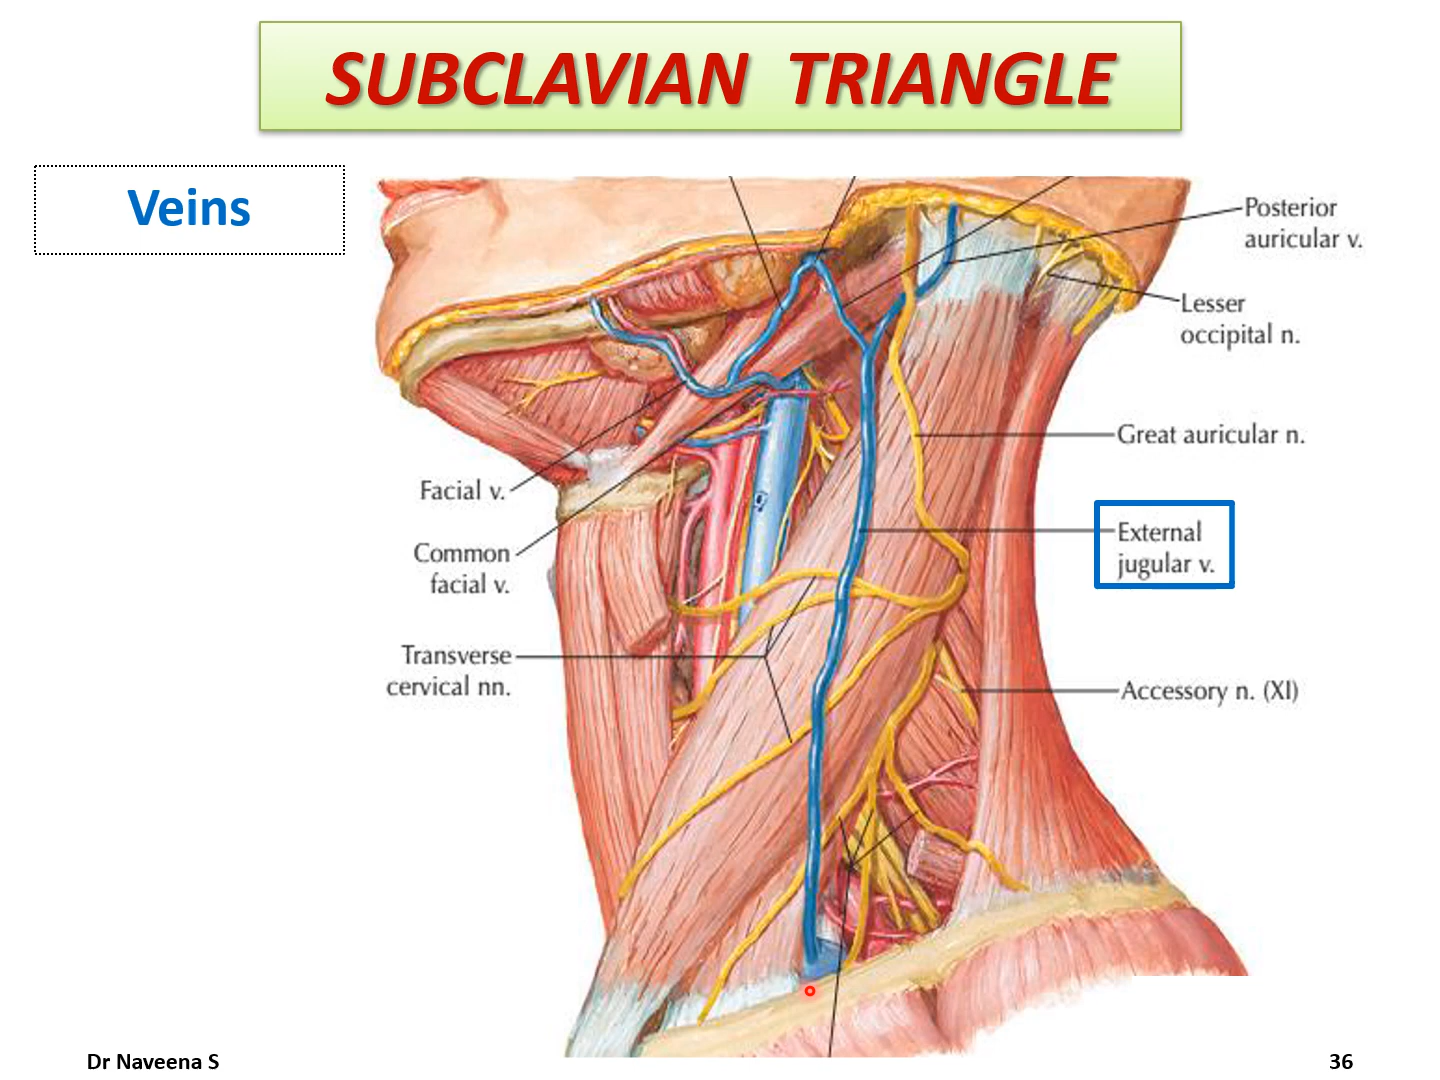 SUBCLAVIAN TRIANGLE
Veins
Posterior
auricular v.
Lesser
occipital n.
Great auricular n.
Facial v.
External
jugular v.
Common
facial v.
Transverse
cervical nn.
Accessory n. (XI)
Dr Naveena S
36